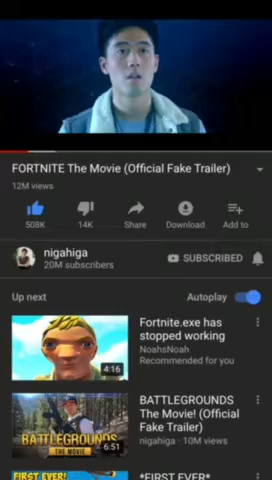 FORTNITE The Movie (Official Fake Trailer)
12M views
508K
14K
Share
Download
Add to
nigahiga
20M subscribers
SUBSCRIBED
Up next
Autoplay
4:16
Fortnite.exe has
stopped working
NoahsNoah
Recommended for you
BATTLEGROUNDS
THE MOVIE
6:51
BATTLEGROUNDS
The Movie! (Official
Fake Trailer)
nigahiga · 10M views
FIRST EVER!
*FIRST EVER*